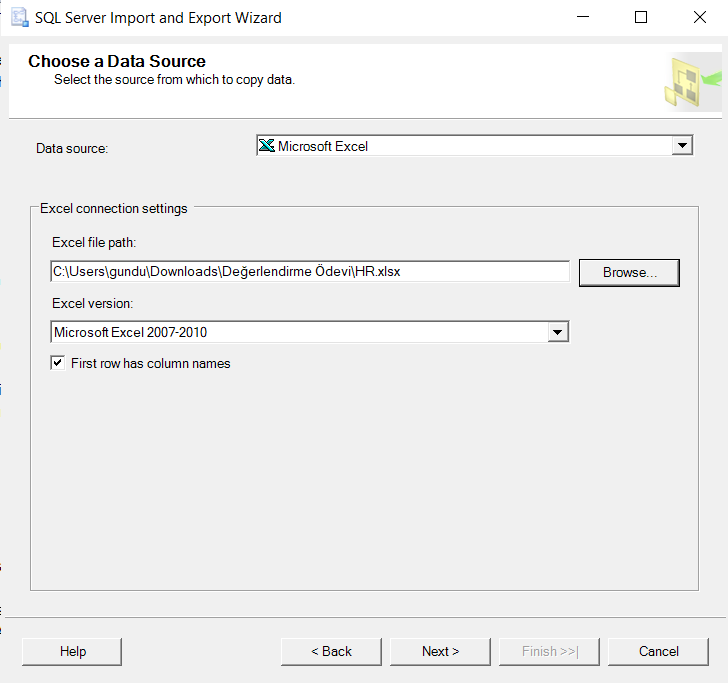 SQL Server Import and Export Wizard
Choose a Data Source
Select the source from which to copy data.
Data source:
Microsoft Excel
Excel connection settings
Excel file path:
C:\Users\gundu\Downloads\Değerlendirme Ödevi\HR.xlsx
Browse...
Excel version:
Microsoft Excel 2007-2010
First row has column names
Help
< Back
Next >
Finish >>|
Cancel